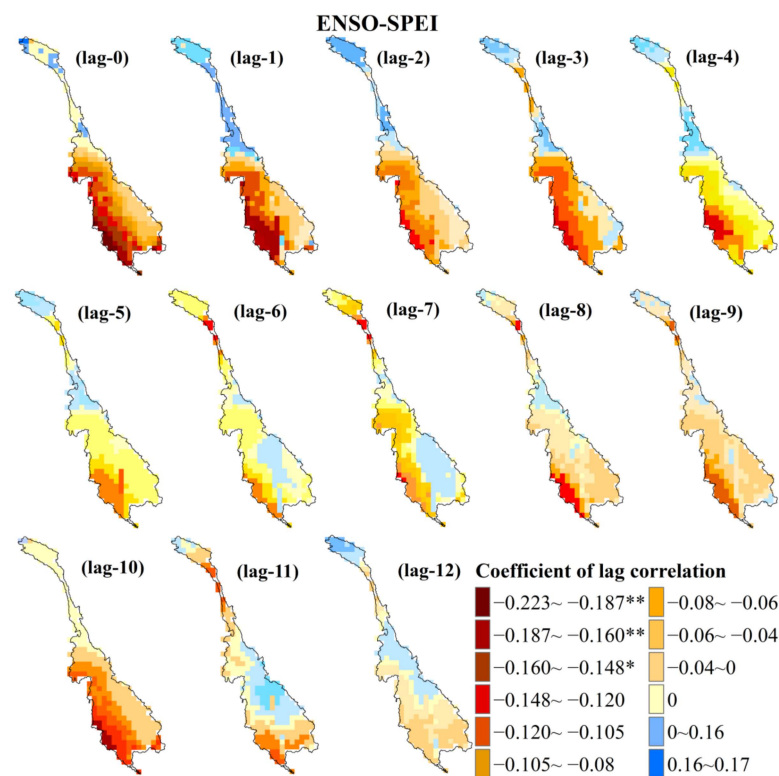 ENSO-SPEI
(lag-0) (lag-1) (lag-2) (lag-3) (lag-4)
(lag-5) (lag-6) (lag-7) (lag-8) (lag-9)
(lag-10) (lag-11) (lag-12)
Coefficient of lag correlation
−0.223~ −0.187** −0.08~ −0.06
−0.187~ −0.160** −0.06~ −0.04
−0.160~ −0.148* −0.04~0
−0.148~ −0.120 0
−0.120~ −0.105 0~0.16
−0.105~ −0.08 0.16~0.17